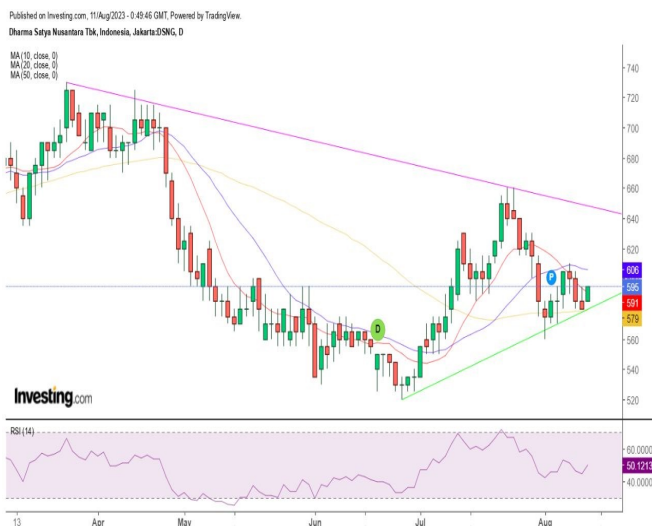 Published on Investing.com, 11/Aug/2023 - 0:49:46 GMT, Powered by TradingView.
Dharma Satya Nusantara Tbk, Indonesia, Jakarta:DSNG, D
MA (10, close, 0)
MA (20, close, 0)
MA (50, close, 0)
740
720
700
680
660
640
620
606
595
591
579
560
540
520
P
D
Investing.com
RSI (14)
60.0000
50.1213
40.0000
13 Apr May Jun Jul Aug